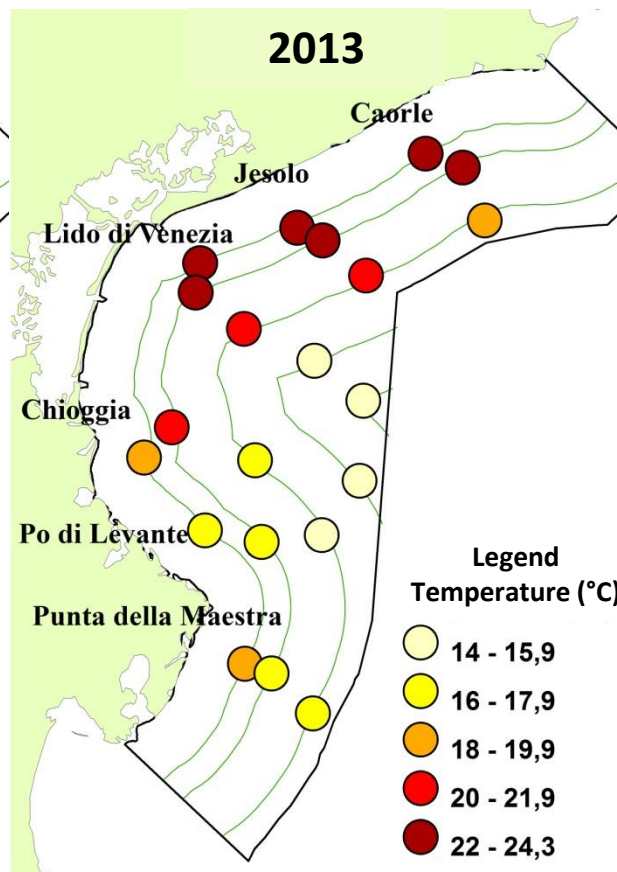 2013
Caorle
Jesolo
Lido di Venezia
Chioggia
Po di Levante
Punta della Maestra
Legend
Temperature (°C)
14 - 15,9
16 - 17,9
18 - 19,9
20 - 21,9
22 - 24,3